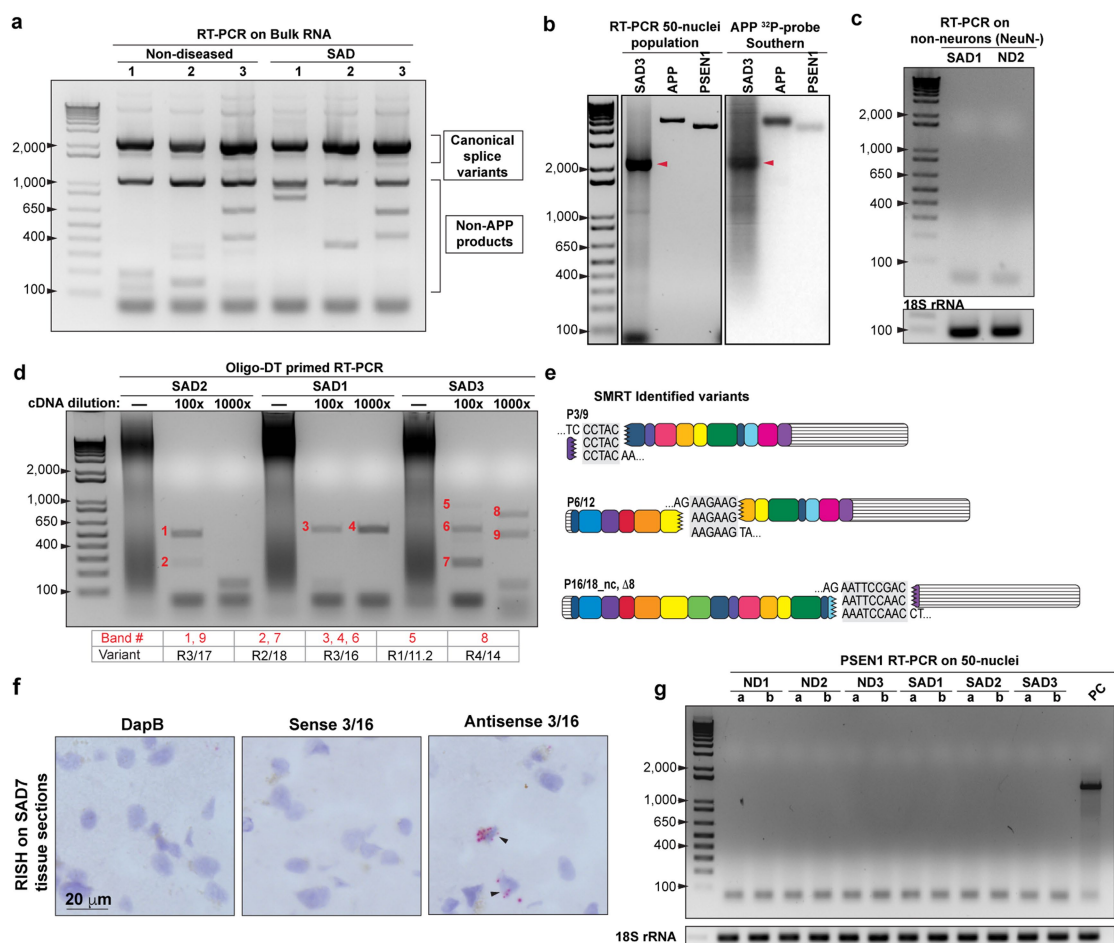 a
RT-PCR on Bulk RNA
Non-diseased SAD
1 2 3 1 2 3
2,000
1,000
650
400
100
Canonical
splice
variants
Non-APP
products
b
RT-PCR 50-nuclei
population
APP ³²P-probe
Southern
SAD3 APP PSEN1 SAD3 APP PSEN1
2,000
1,000
650
400
100
c
RT-PCR on
non-neurons (NeuN-)
SAD1 ND2
2,000
1,000
650
400
100
18S rRNA
100
d
Oligo-DT primed RT-PCR
SAD2 SAD1 SAD3
cDNA dilution: — 100x 1000x — 100x 1000x — 100x 1000x
2,000
1,000
650
400
100
1
2
3
4
5
6
7
8
9
Band # 1, 9 2, 7 3, 4, 6 5 8
Variant R3/17 R2/18 R3/16 R1/11.2 R4/14
e
SMRT Identified variants
P3/9
...TC CCTAC
CCTAC
CCTAC AA...
P6/12
...AG AAGAAG
AAGAAG
AAGAAG TA...
P16/18_nc, Δ8
...AG AATTCCGAC
AATTCCAAC
AAATCCAAC CT...
f
DapB Sense 3/16 Antisense 3/16
RISH on SAD7
tissue sections
20 μm
g
PSEN1 RT-PCR on 50-nuclei
ND1 ND2 ND3 SAD1 SAD2 SAD3
a b a b a b a b a b a b PC
2,000
1,000
650
400
100
18S rRNA